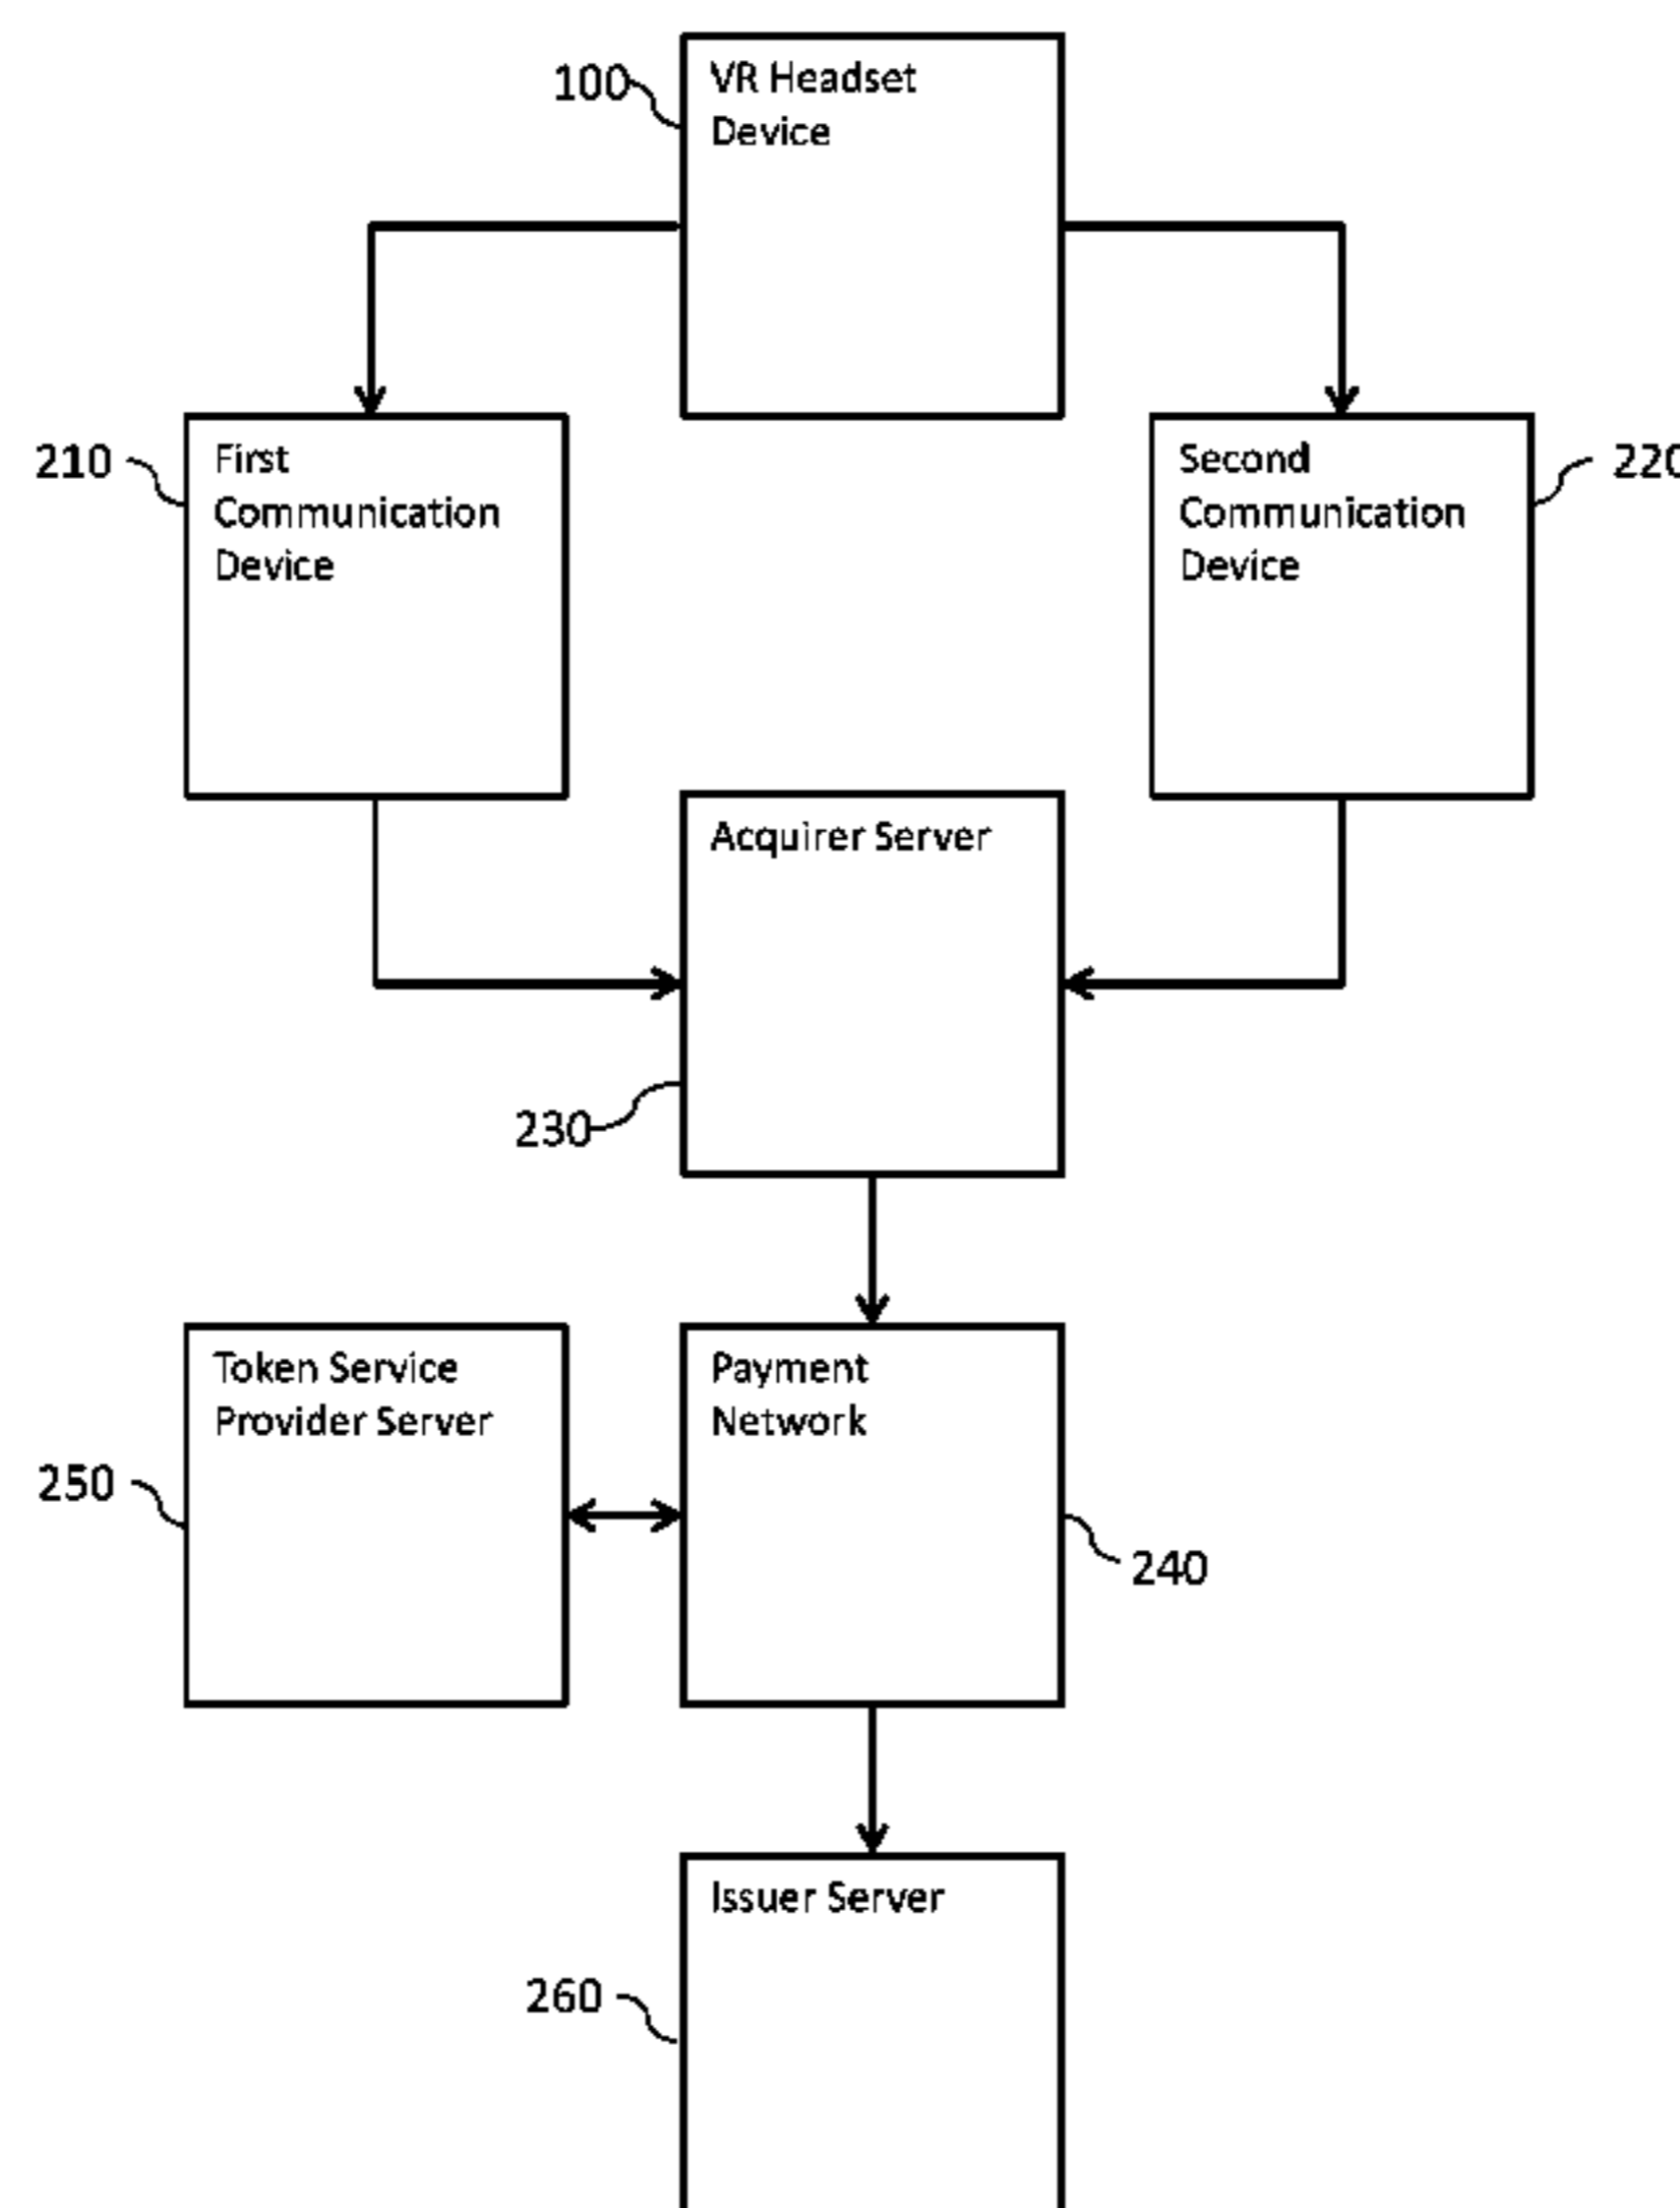 100
VR Headset
Device
210
First
Communication
Device
Second
Communication
Device
220
Acquirer Server
230
Token Service
Provider Server
Payment
Network
250
240
Issuer Server
260